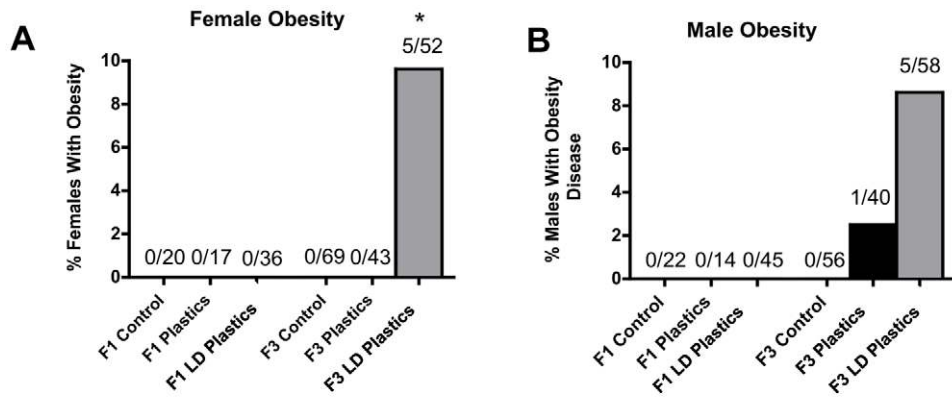 A
Female Obesity
*
5/52
% Females With Obesity
10
8
6
4
2
0
0/20 0/17 0/36 0/69 0/43
F1 Control
F1 Plastics
F1 LD Plastics
F3 Control
F3 Plastics
F3 LD Plastics
B
Male Obesity
5/58
% Males With Obesity
Disease
10
8
6
4
2
0
1/40
0/22 0/14 0/45 0/56
F1 Control
F1 Plastics
F1 LD Plastics
F3 Control
F3 Plastics
F3 LD Plastics